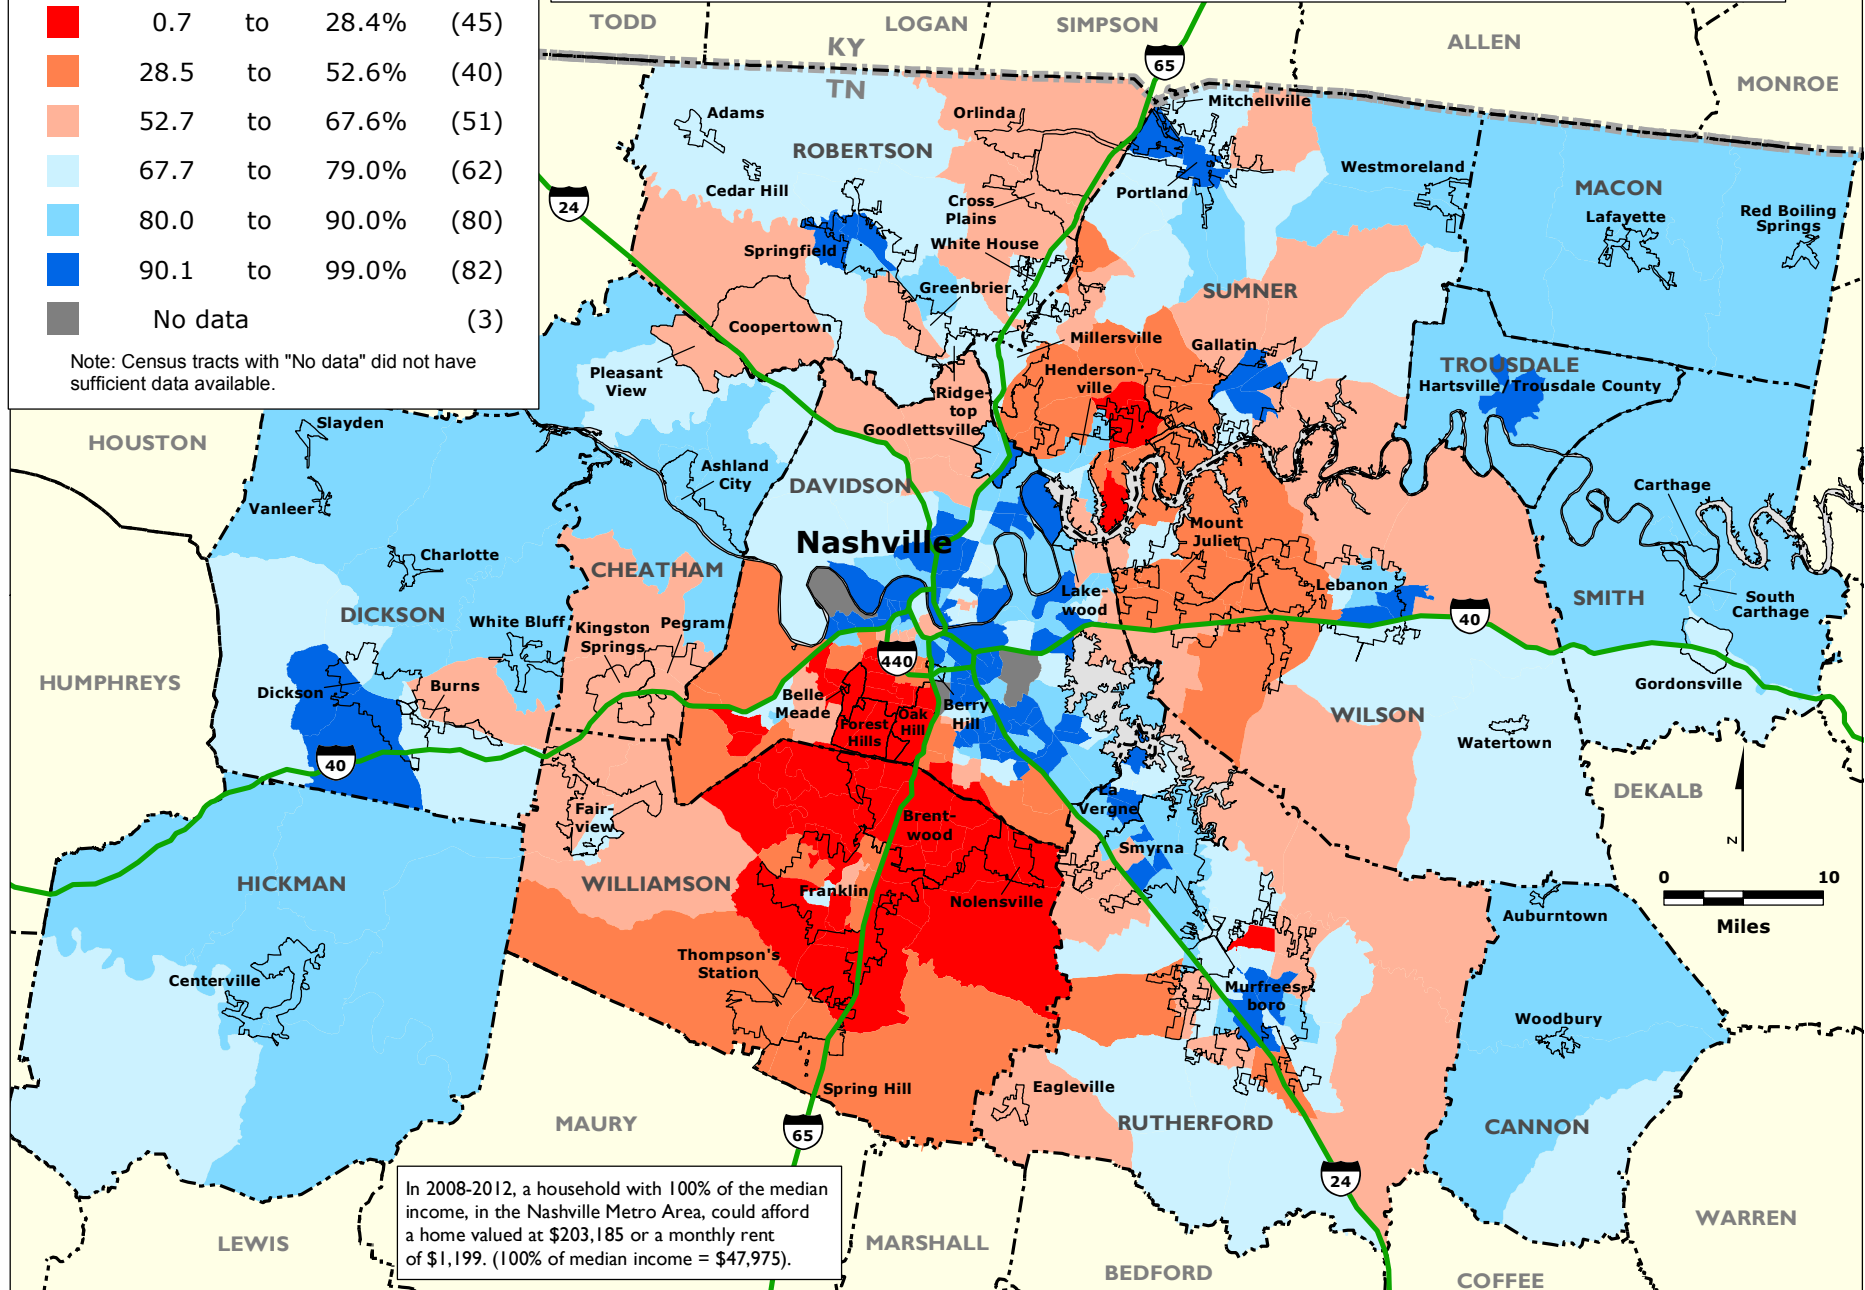 0.7 to 28.4% (45)
28.5 to 52.6% (40)
52.7 to 67.6% (51)
67.7 to 79.0% (62)
80.0 to 90.0% (80)
90.1 to 99.0% (82)
No data (3)
Note: Census tracts with "No data" did not have
sufficient data available.
TODD
LOGAN
SIMPSON
ALLEN
MONROE
KY
TN
65
24
Adams
Orlinda
Mitchellville
ROBERTSON
Cedar Hill
Cross
Plains
Portland
Westmoreland
MACON
Lafayette
Red Boiling
Springs
Springfield
White House
Greenbrier
SUMNER
Coopertown
Millersville
Gallatin
Pleasant
View
Henderson-
ville
Ridge-
top
Goodlettsville
TROUSDALE
Hartsville/Trousdale County
HOUSTON
Slayden
Vanleer
Ashland
City
DAVIDSON
Carthage
Nashville
Mount
Juliet
Charlotte
CHEATHAM
Lake-
wood
Lebanon
SMITH
South
Carthage
DICKSON
White Bluff
Kingston
Springs
Pegram
40
440
HUMPHREYS
Dickson
Burns
Belle
Meade
Forest
Hills
Oak
Hill
Berry
Hill
Gordonsville
WILSON
Watertown
40
DEKALB
La
Vergne
Fair-
view
Brent-
wood
Smyrna
N
0 10
Miles
HICKMAN
WILLIAMSON
Franklin
Nolensville
Auburntown
Thompson's
Station
Centerville
Murfrees-
boro
Woodbury
Spring Hill
Eagleville
MAURY
65
RUTHERFORD
CANNON
24
In 2008-2012, a household with 100% of the median
income, in the Nashville Metro Area, could afford
a home valued at $203,185 or a monthly rent
of $1,199. (100% of median income = $47,975).
LEWIS
MARSHALL
BEDFORD
COFFEE
WARREN